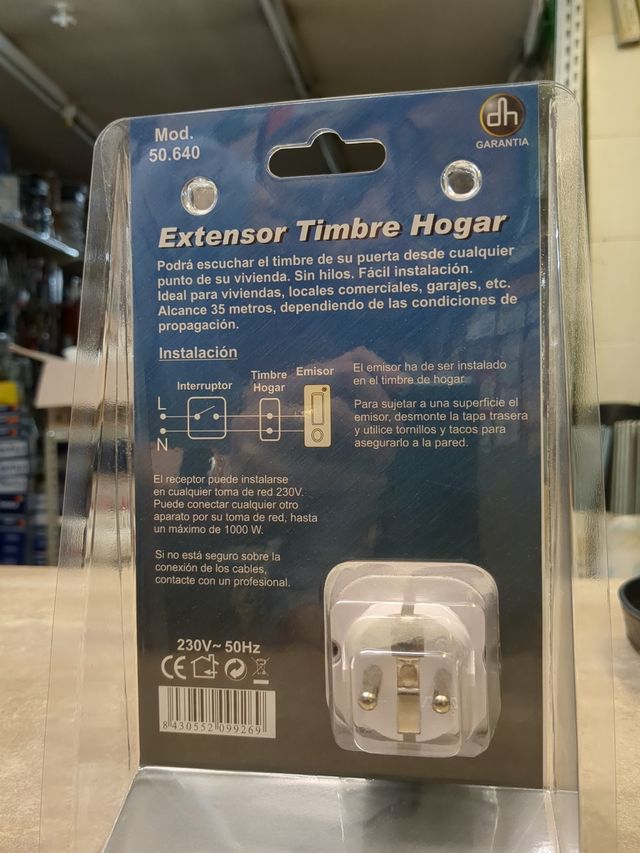 Mod.
50.640
dh
GARANTIA
Extensor Timbre Hogar
Podrá escuchar el timbre de su puerta desde cualquier
punto de su vivienda. Sin hilos. Fácil instalación.
Ideal para viviendas, locales comerciales, garajes, etc.
Alcance 35 metros, dependiendo de las condiciones de
propagación.
Instalación
Interruptor
Timbre
Hogar
Emisor
L
N
El emisor ha de ser instalado
en el timbre de hogar
Para sujetar a una superficie el
emisor, desmonte la tapa trasera
y utilice tornillos y tacos para
asegurarlo a la pared.
El receptor puede instalarse
en cualquier toma de red 230V.
Puede conectar cualquier otro
aparato por su toma de red, hasta
un máximo de 1000 W.
Si no está seguro sobre la
conexión de los cables,
contacte con un profesional.
230V~ 50Hz
CE
8 430552 099269